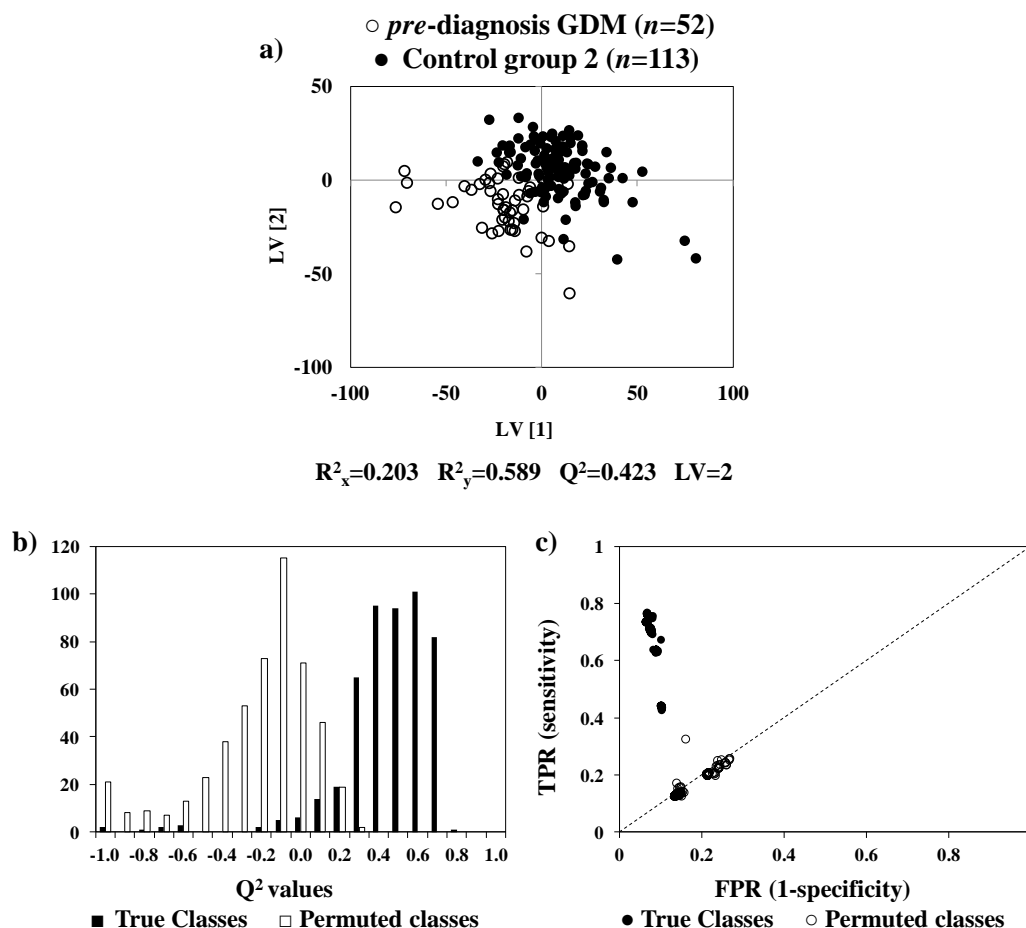 ○ pre-diagnosis GDM (n=52)
a)
● Control group 2 (n=113)
50
0
-50
-100
LV [2]
-100 -50 0 50 100
LV [1]
R²x=0.203 R²y=0.589 Q²=0.423 LV=2
b)
120
100
80
60
40
20
0
-1.0 -0.8 -0.6 -0.4 -0.2 0.0 0.2 0.4 0.6 0.8 1.0
Q² values
■ True Classes □ Permuted classes
c)
1
0.8
0.6
0.4
0.2
0
TPR (sensitivity)
0 0.2 0.4 0.6 0.8 1
FPR (1-specificity)
● True Classes ○ Permuted classes